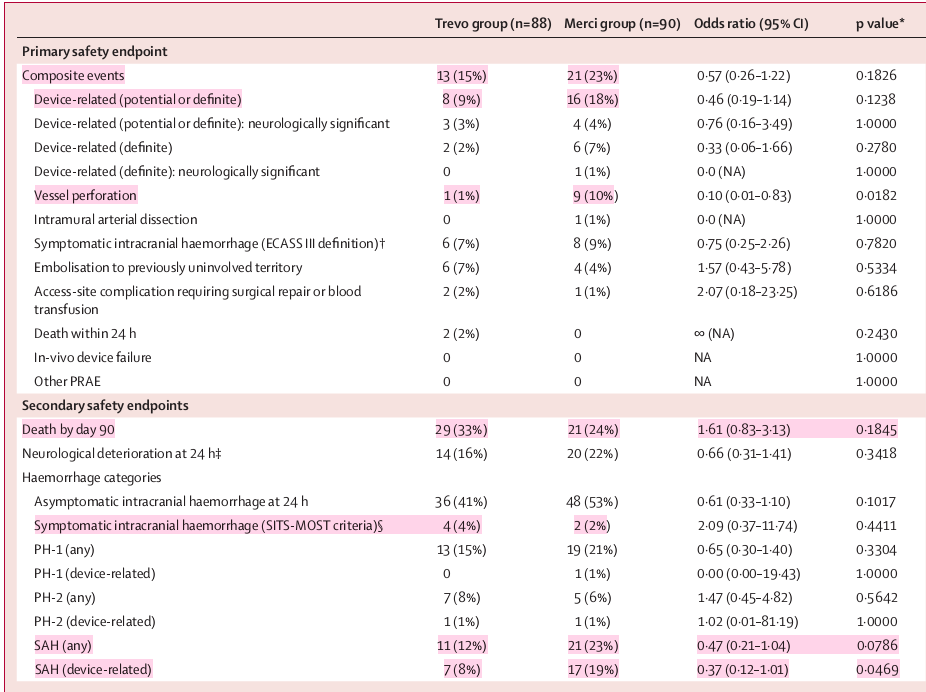 Trevo group (n=88) Merci group (n=90) Odds ratio (95% CI) p value*
Primary safety endpoint
Composite events 13 (15%) 21 (23%) 0·57 (0·26–1·22) 0·1826
Device-related (potential or definite) 8 (9%) 16 (18%) 0·46 (0·19–1·14) 0·1238
Device-related (potential or definite): neurologically significant 3 (3%) 4 (4%) 0·76 (0·16–3·49) 1·0000
Device-related (definite) 2 (2%) 6 (7%) 0·33 (0·06–1·66) 0·2780
Device-related (definite): neurologically significant 0 1 (1%) 0·0 (NA) 1·0000
Vessel perforation 1 (1%) 9 (10%) 0·10 (0·01–0·83) 0·0182
Intramural arterial dissection 0 1 (1%) 0·0 (NA) 1·0000
Symptomatic intracranial haemorrhage (ECASS III definition)† 6 (7%) 8 (9%) 0·75 (0·25–2·26) 0·7820
Embolisation to previously uninvolved territory 6 (7%) 4 (4%) 1·57 (0·43–5·78) 0·5334
Access-site complication requiring surgical repair or blood 2 (2%) 1 (1%) 2·07 (0·18–23·25) 0·6186
transfusion
Death within 24 h 2 (2%) 0 ∞ (NA) 0·2430
In-vivo device failure 0 0 NA 1·0000
Other PRAE 0 0 NA 1·0000
Secondary safety endpoints
Death by day 90 29 (33%) 21 (24%) 1·61 (0·83–3·13) 0·1845
Neurological deterioration at 24 h‡ 14 (16%) 20 (22%) 0·66 (0·31–1·41) 0·3418
Haemorrhage categories
Asymptomatic intracranial haemorrhage at 24 h 36 (41%) 48 (53%) 0·61 (0·33–1·10) 0·1017
Symptomatic intracranial haemorrhage (SITS-MOST criteria)§ 4 (4%) 2 (2%) 2·09 (0·37–11·74) 0·4411
PH-1 (any) 13 (15%) 19 (21%) 0·65 (0·30–1·40) 0·3304
PH-1 (device-related) 0 1 (1%) 0·00 (0·00–19·43) 1·0000
PH-2 (any) 7 (8%) 5 (6%) 1·47 (0·45–4·82) 0·5642
PH-2 (device-related) 1 (1%) 1 (1%) 1·02 (0·01–81·19) 1·0000
SAH (any) 11 (12%) 21 (23%) 0·47 (0·21–1·04) 0·0786
SAH (device-related) 7 (8%) 17 (19%) 0·37 (0·12–1·01) 0·0469